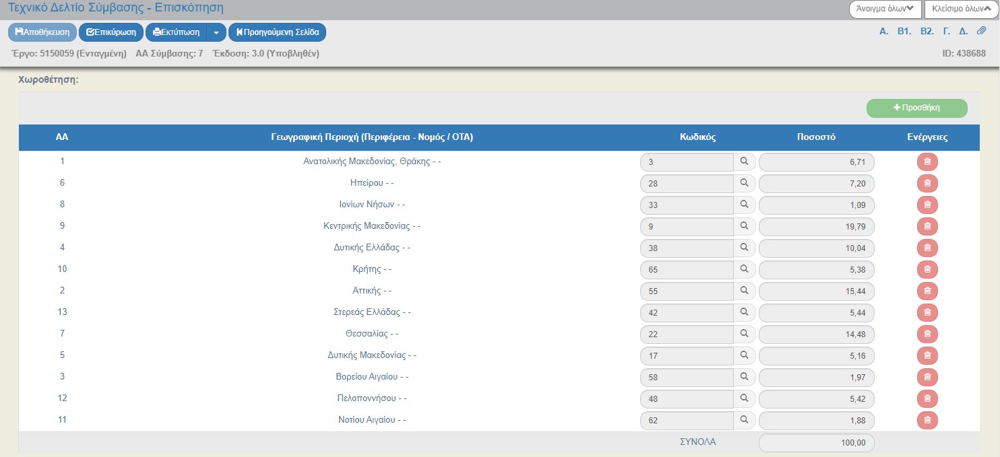 Τεχνικό Δελτίο Σύμβασης - Επισκόπηση
Άνοιγμα όλων Κλείσιμο όλων
Αποθήκευση Επικύρωση Εκτύπωση Προηγούμενη Σελίδα Α. Β1. Β2. Γ. Δ.
Έργο: 5150059 (Ενταγμένη) ΑΑ Σύμβασης: 7 Έκδοση: 3.0 (Υποβληθέν) ID: 438688
Χωροθέτηση:
Προσθήκη
ΑΑ Γεωγραφική Περιοχή (Περιφέρεια - Νομός / ΟΤΑ) Κωδικός Ποσοστό Ενέργειες
1 Ανατολικής Μακεδονίας, Θράκης - - 3 6,71
6 Ηπείρου - - 28 7,20
8 Ιονίων Νήσων - - 33 1,09
9 Κεντρικής Μακεδονίας - - 9 19,79
4 Δυτικής Ελλάδας - - 38 10,04
10 Κρήτης - - 65 5,38
2 Αττικής - - 55 15,44
13 Στερεάς Ελλάδας - - 42 5,44
7 Θεσσαλίας - - 22 14,48
5 Δυτικής Μακεδονίας - - 17 5,16
3 Βορείου Αιγαίου - - 58 1,97
12 Πελοποννήσου - - 48 5,42
11 Νοτίου Αιγαίου - - 62 1,88
ΣΥΝΟΛΑ 100,00